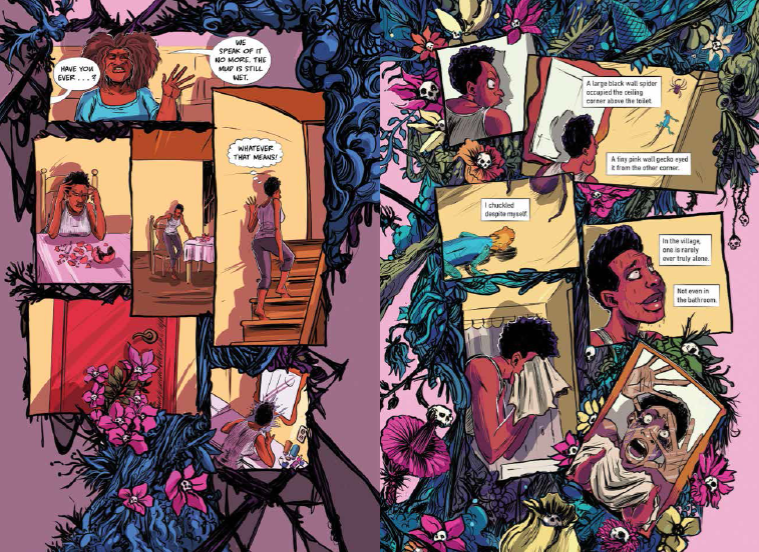 HAVE YOU
EVER . . . ?
WE
SPEAK OF IT
NO MORE. THE
MUD IS STILL
WET.
WHATEVER
THAT MEANS!
A large black wall spider
occupied the ceiling
corner above the toilet.
A tiny pink wall gecko eyed
it from the other corner.
I chuckled
despite myself.
In the village,
one is rarely
ever truly alone.
Not even in
the bathroom.